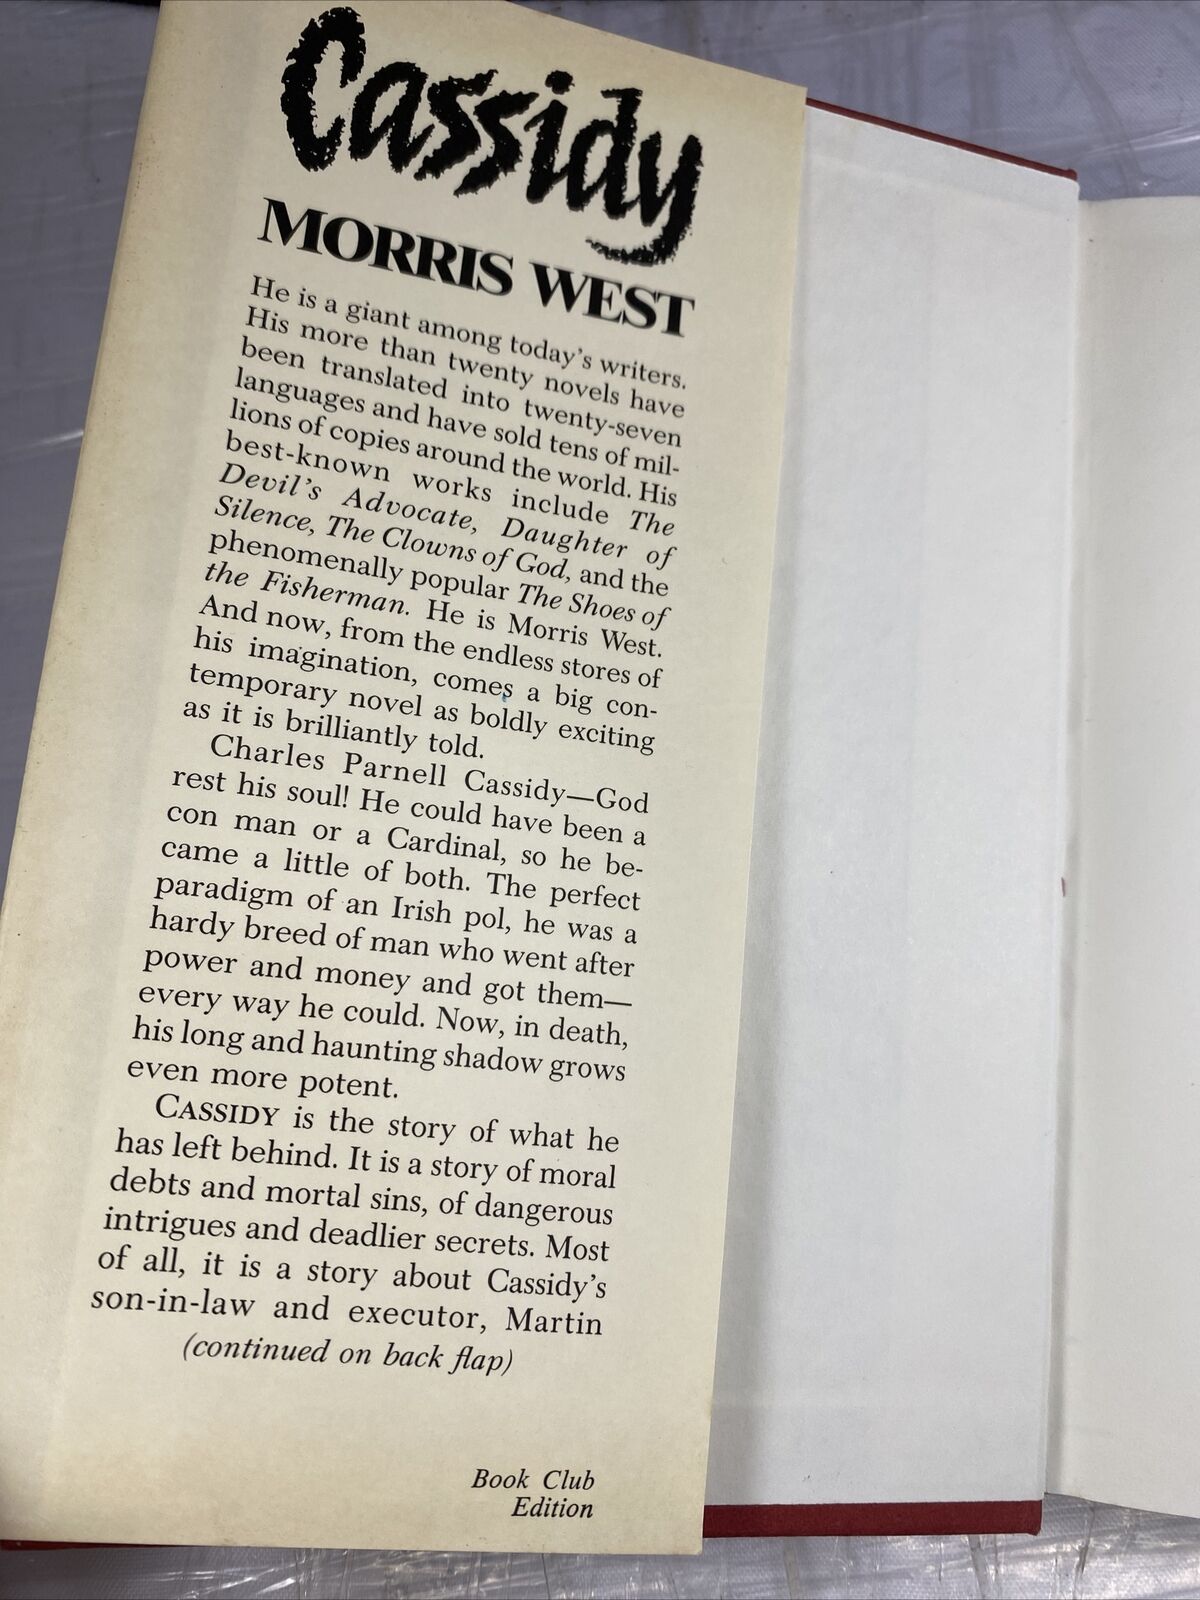 Cassidy
MORRIS WEST
He is a giant among today's writers.
His more than twenty novels have
been translated into twenty-seven
languages and have sold tens of mil-
lions of copies around the world. His
best-known works include The
Devil's Advocate, Daughter of
Silence, The Clowns of God, and the
phenomenally popular The Shoes of
the Fisherman. He is Morris West.
And now, from the endless stores of
his imagination, comes a big con-
temporary novel as boldly exciting
as it is brilliantly told.
Charles Parnell Cassidy—God
rest his soul! He could have been a
con man or a Cardinal, so he be-
came a little of both. The perfect
paradigm of an Irish pol, he was a
hardy breed of man who went after
power and money and got them—
every way he could. Now, in death,
his long and haunting shadow grows
even more potent.
CASSIDY is the story of what he
has left behind. It is a story of moral
debts and mortal sins, of dangerous
intrigues and deadlier secrets. Most
of all, it is a story about Cassidy's
son-in-law and executor, Martin
(continued on back flap)
Book Club
Edition